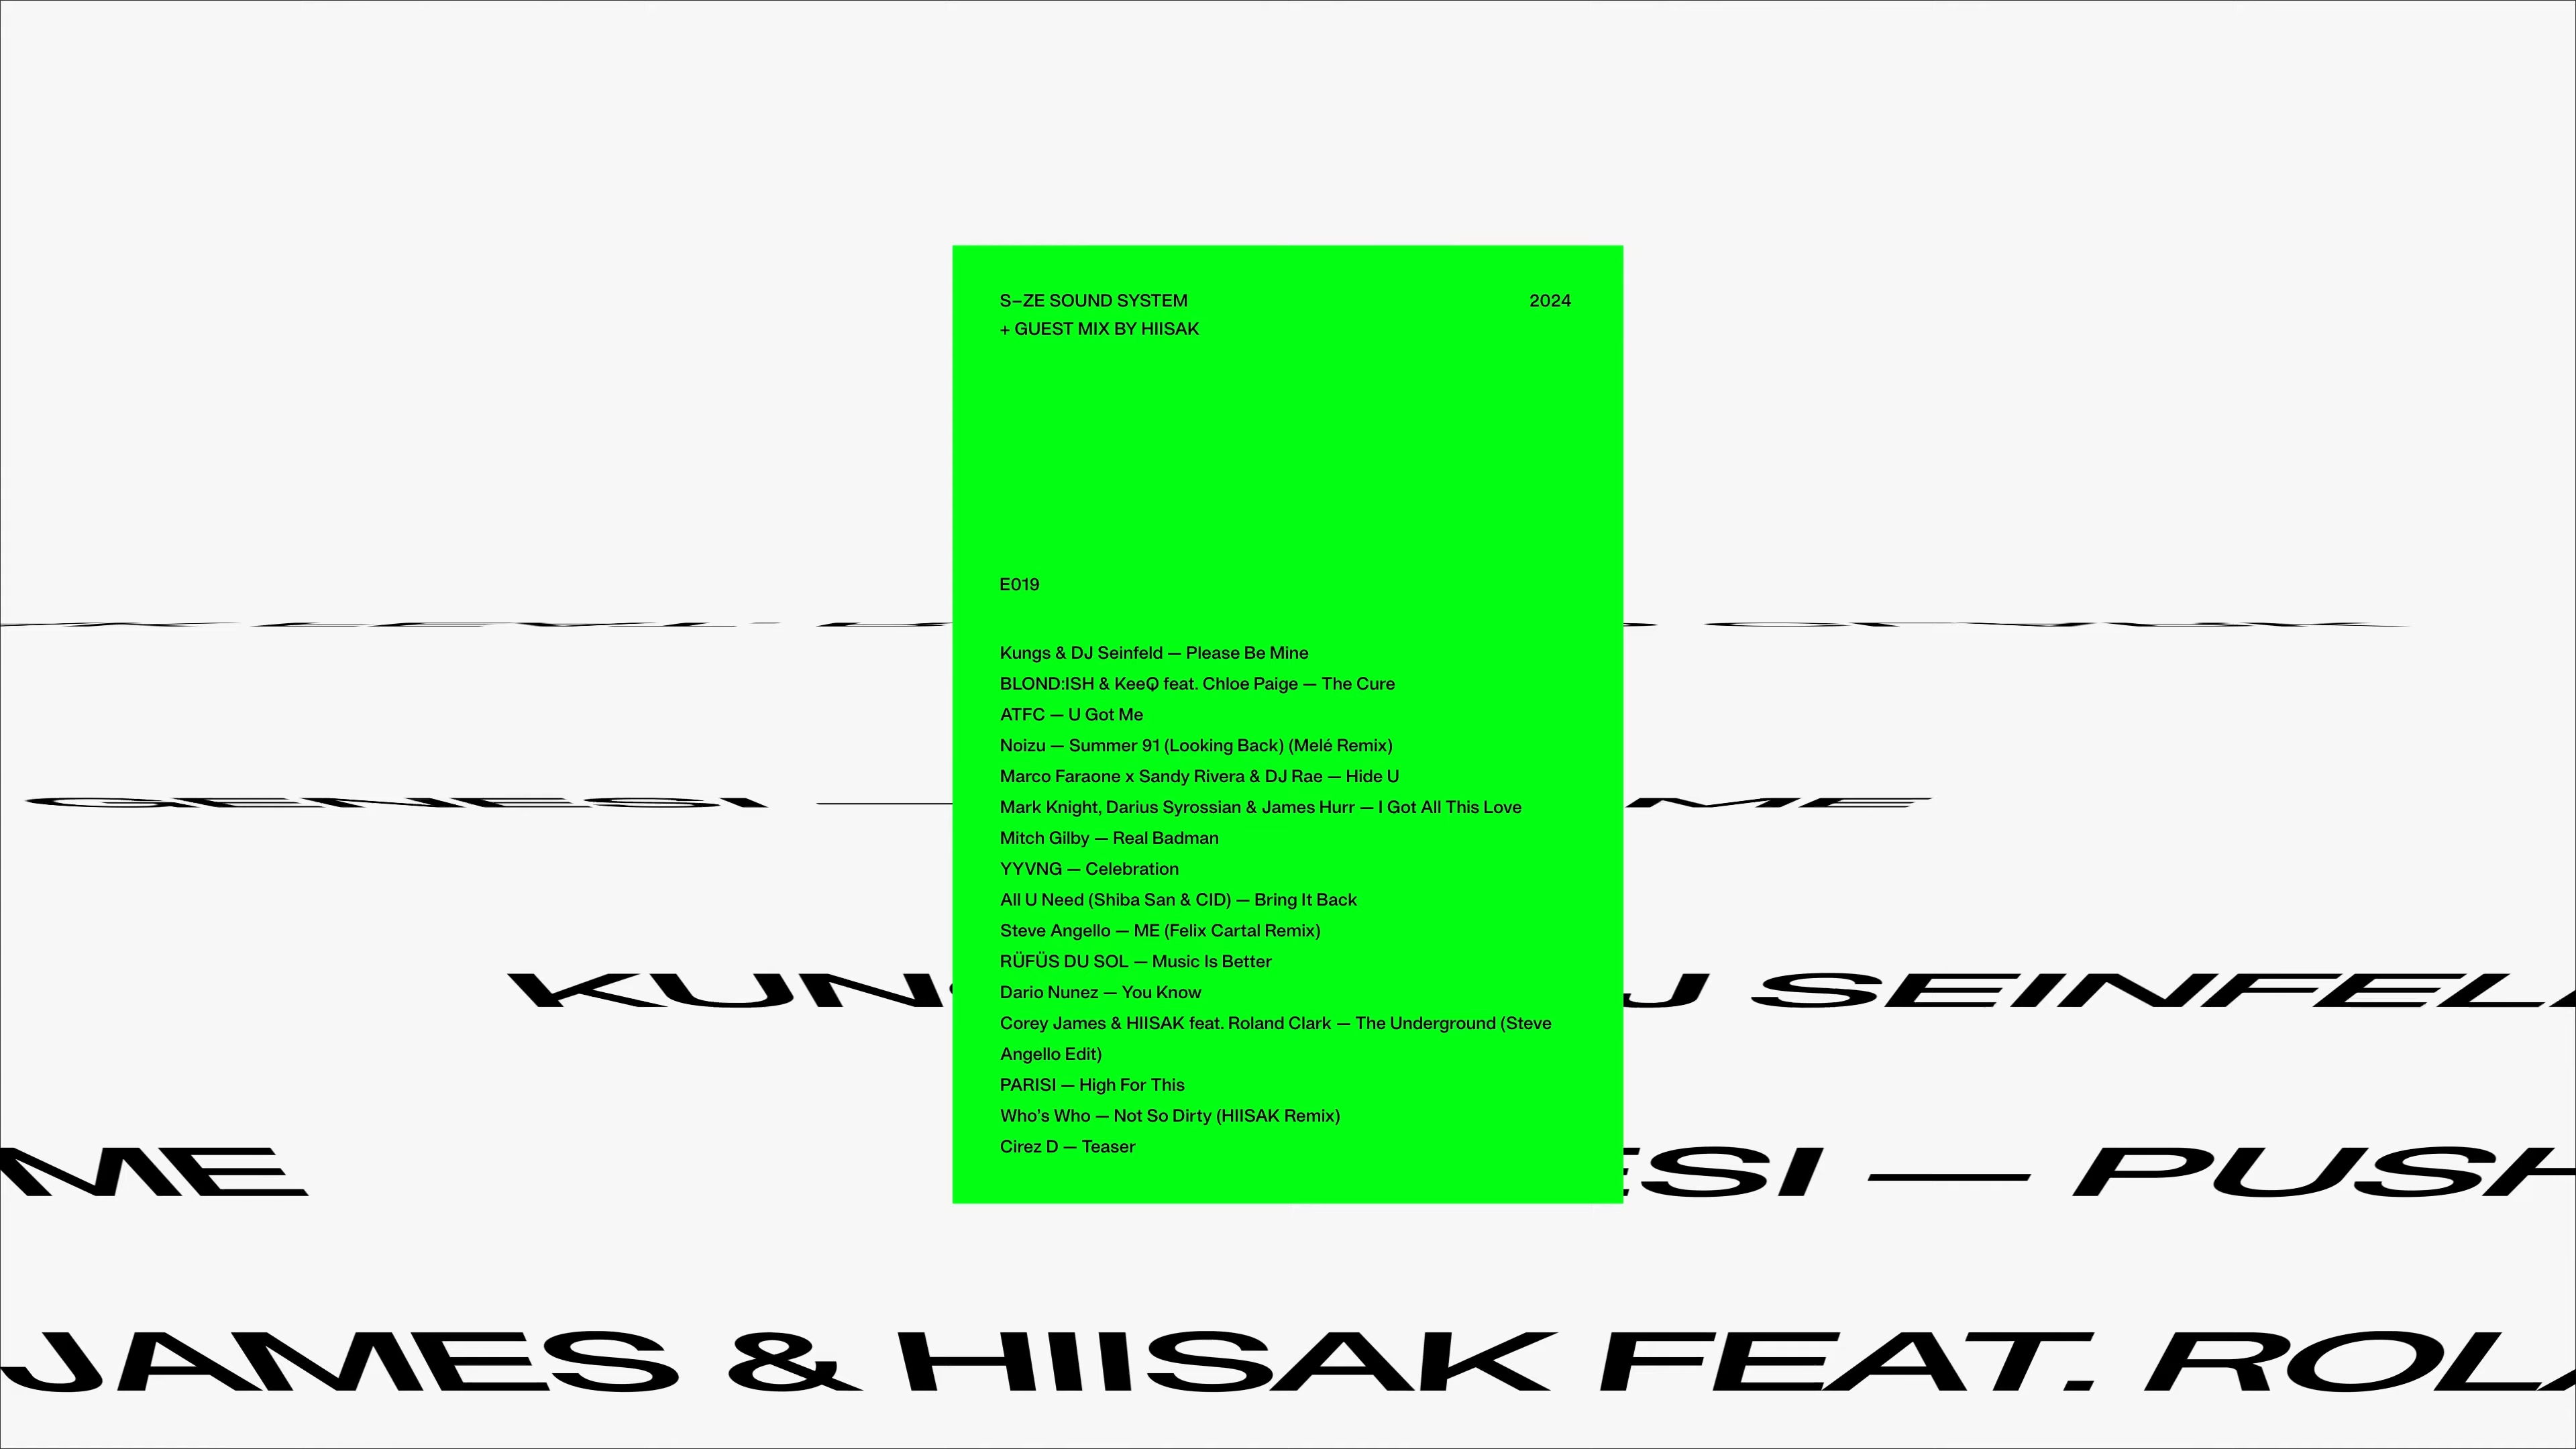 S–ZE SOUND SYSTEM
2024
+ GUEST MIX BY HIISAK
E019
Kungs & DJ Seinfeld — Please Be Mine
BLOND:ISH & KeeQ feat. Chloe Paige — The Cure
ATFC — U Got Me
Noizu — Summer 91 (Looking Back) (Melé Remix)
Marco Faraone x Sandy Rivera & DJ Rae — Hide U
Mark Knight, Darius Syrossian & James Hurr — I Got All This Love
Mitch Gilby — Real Badman
YYVNG — Celebration
All U Need (Shiba San & CID) — Bring It Back
Steve Angello — ME (Felix Cartal Remix)
RÜFÜS DU SOL — Music Is Better
Dario Nunez — You Know
Corey James & HIISAK feat. Roland Clark — The Underground (Steve
Angello Edit)
PARISI — High For This
Who's Who — Not So Dirty (HIISAK Remix)
Cirez D — Teaser
GENESI — ME
KUN J SEINFEL
ME ESI — PUSH
JAMES & HIISAK FEAT. ROL